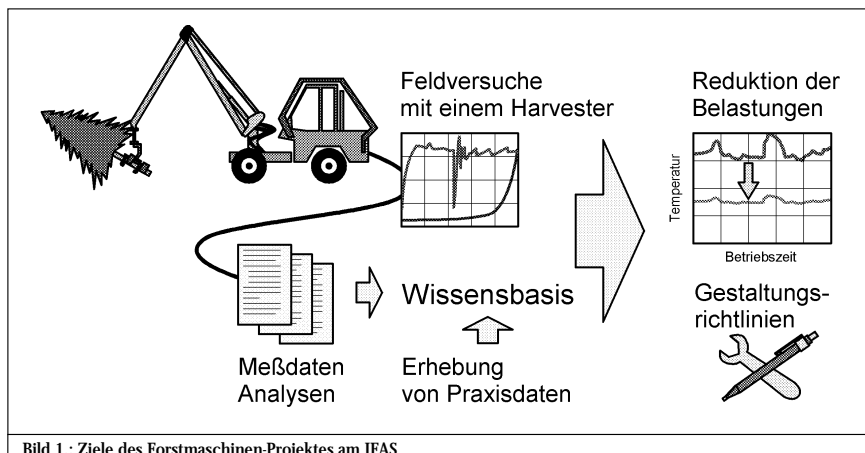 Feldversuche
mit einem Harvester
Reduktion der
Belastungen
Temperatur
Betriebszeit
Meßdaten
Analysen
Wissensbasis
Erhebung
von Praxisdaten
Gestaltungs-
richtlinien
Bild 1 : Ziele des Forstmaschinen-Projektes am IFAS